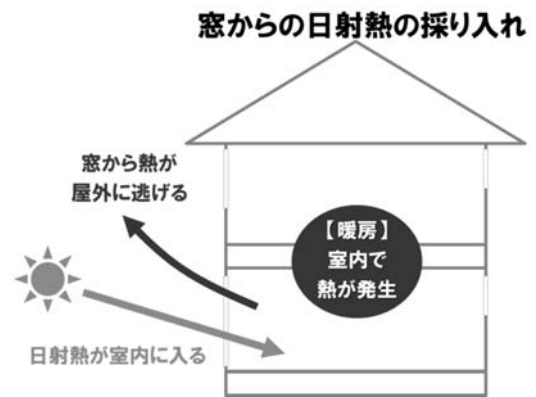 窓からの日射熱の採り入れ
窓から熱が
屋外に逃げる
【暖房】
室内で
熱が発生
日射熱が室内に入る